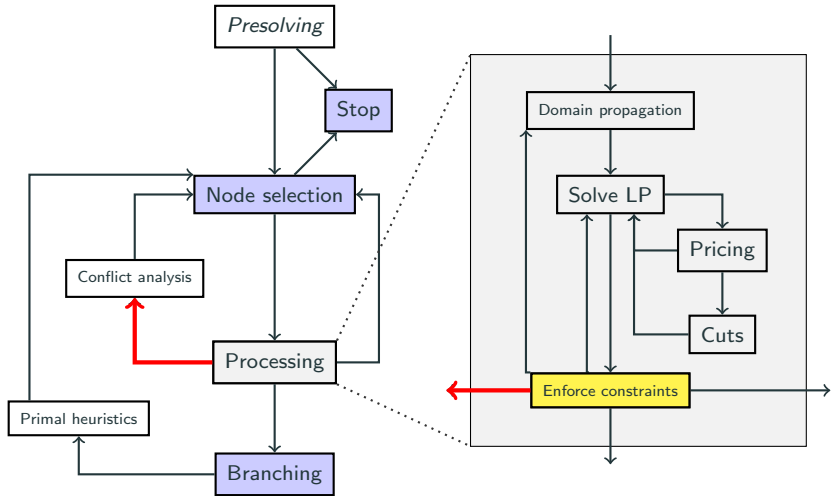 Presolving
Stop
Node selection
Conflict analysis
Processing
Primal heuristics
Branching
Domain propagation
Solve LP
Pricing
Cuts
Enforce constraints